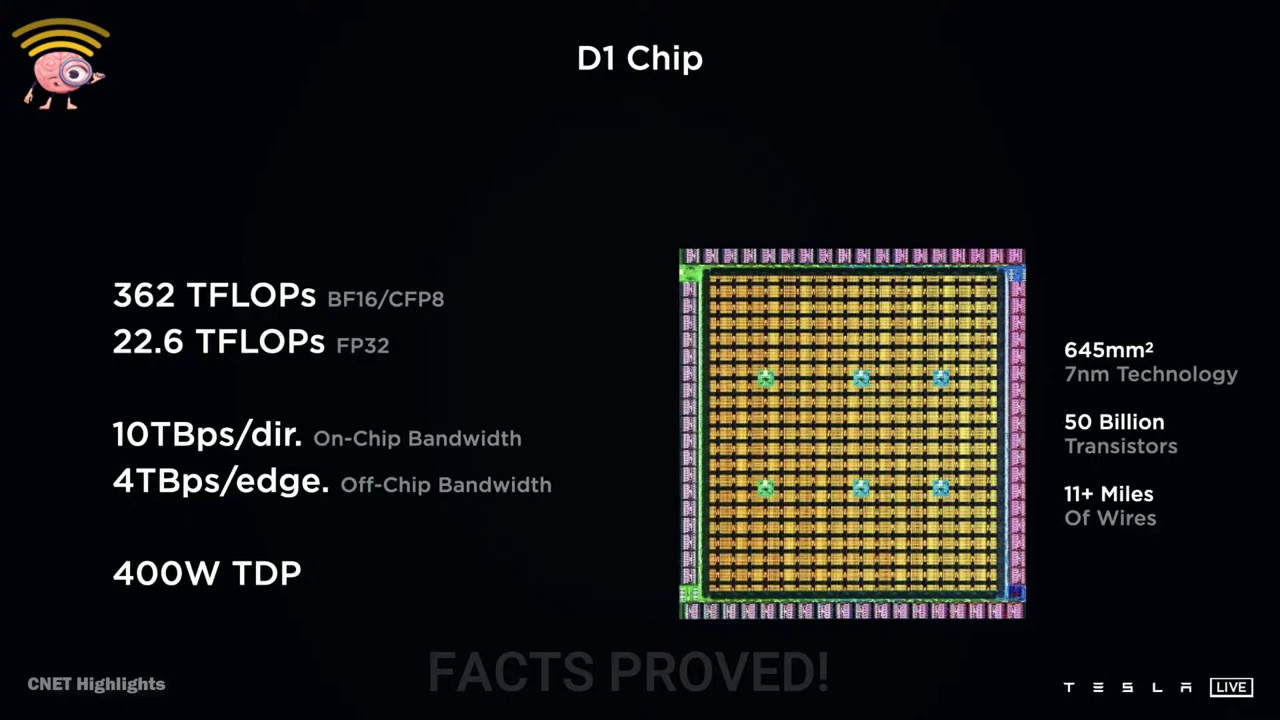 D1 Chip
362 TFLOPs BF16/CFP8
22.6 TFLOPs FP32
10TBps/dir. On-Chip Bandwidth
4TBps/edge. Off-Chip Bandwidth
400W TDP
645mm²
7nm Technology
50 Billion
Transistors
11+ Miles
Of Wires
FACTS PROVED!
CNET Highlights
TESLA LIVE